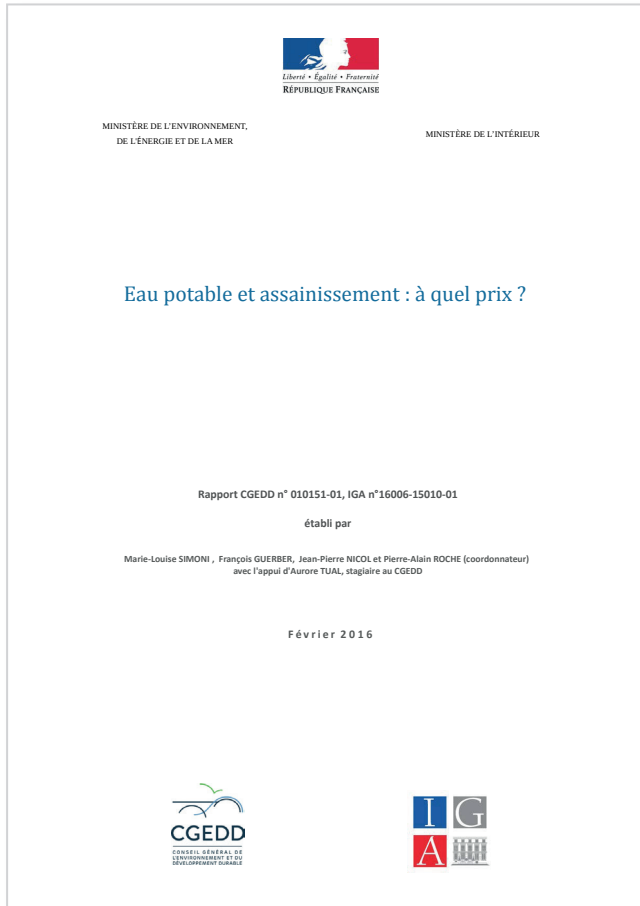 Liberté • Égalité • Fraternité
RÉPUBLIQUE FRANÇAISE
MINISTÈRE DE L'ENVIRONNEMENT,
DE L'ÉNERGIE ET DE LA MER
MINISTÈRE DE L'INTÉRIEUR
Eau potable et assainissement : à quel prix ?
Rapport CGEDD n° 010151-01, IGA n°16006-15010-01
établi par
Marie-Louise SIMONI , François GUERBER, Jean-Pierre NICOL et Pierre-Alain ROCHE (coordonnateur)
avec l'appui d'Aurore TUAL, stagiaire au CGEDD
Février 2016
CGEDD
CONSEIL GÉNÉRAL DE
L'ENVIRONNEMENT ET DU
DÉVELOPPEMENT DURABLE
I G
A